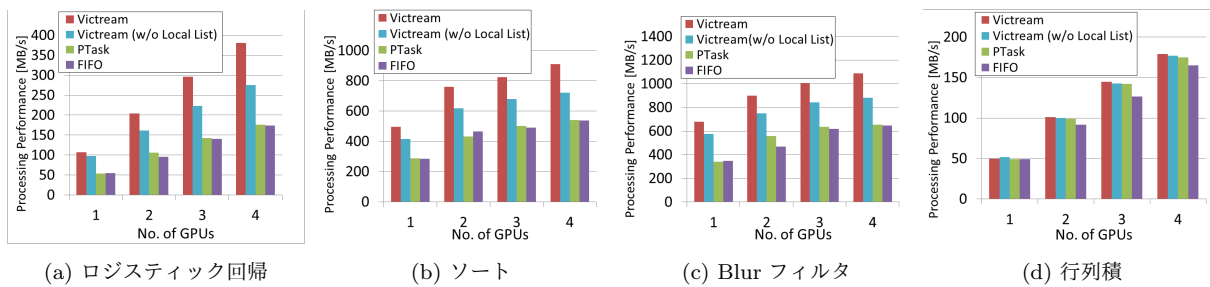 Victream
Victream (w/o Local List)
PTask
FIFO
Processing Performance [MB/s]
400
350
300
250
200
150
100
50
0
1 2 3 4
No. of GPUs
(a) ロジスティック回帰
Victream
Victream (w/o Local List)
PTask
FIFO
Processing Performance [MB/s]
1000
800
600
400
200
0
1 2 3 4
No. of GPUs
(b) ソート
Victream
Victream(w/o Local List)
PTask
FIFO
Processing Performance [MB/s]
1400
1200
1000
800
600
400
200
0
1 2 3 4
No. of GPUs
(c) Blur フィルタ
Victream
Victream (w/o Local List)
PTask
FIFO
Processing Performance [MB/s]
200
150
100
50
0
1 2 3 4
No. of GPUs
(d) 行列積